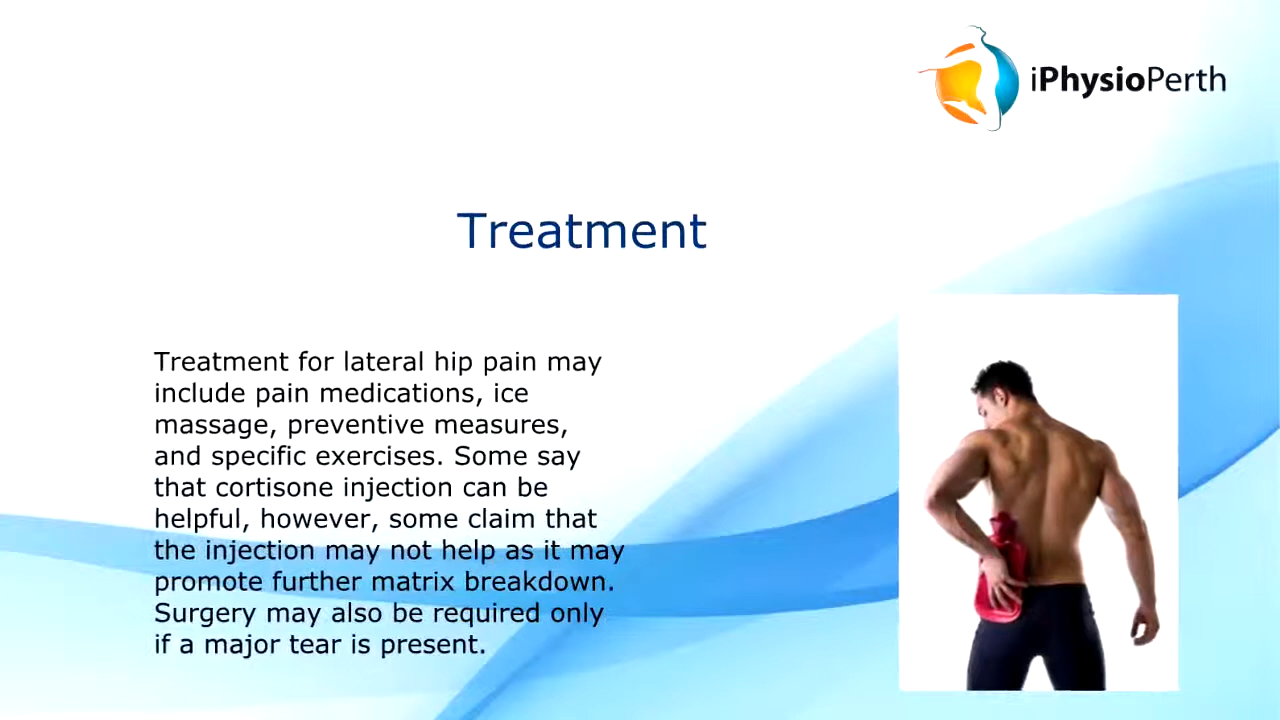 iPhysioPerth
Treatment
Treatment for lateral hip pain may
include pain medications, ice
massage, preventive measures,
and specific exercises. Some say
that cortisone injection can be
helpful, however, some claim that
the injection may not help as it may
promote further matrix breakdown.
Surgery may also be required only
if a major tear is present.